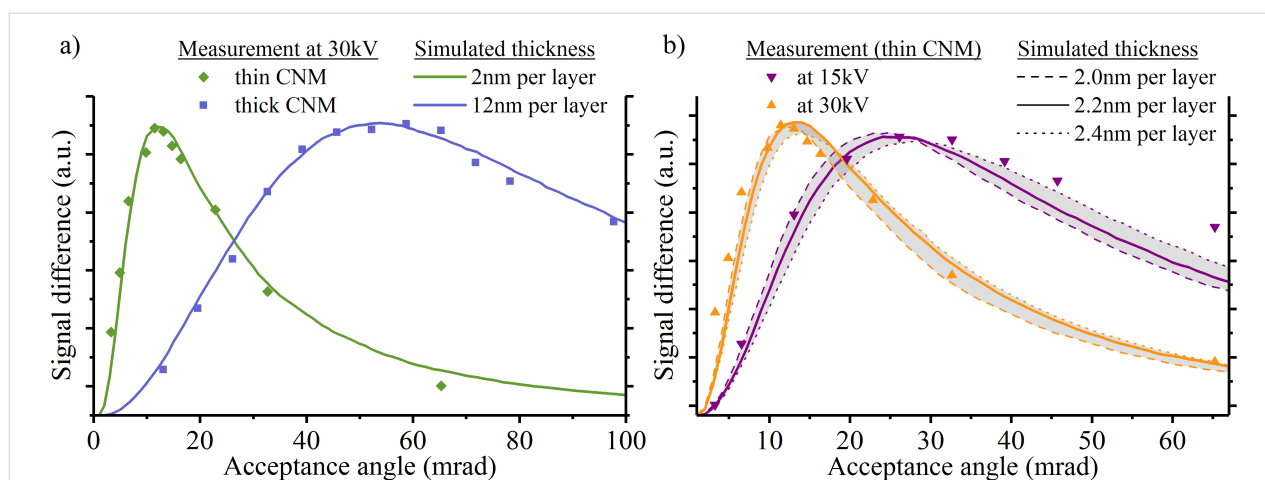 a)
Measurement at 30kV Simulated thickness
thin CNM 2nm per layer
thick CNM 12nm per layer
Signal difference (a.u.)
0 20 40 60 80 100
Acceptance angle (mrad)
b)
Measurement (thin CNM) Simulated thickness
at 15kV 2.0nm per layer
at 30kV 2.2nm per layer
2.4nm per layer
Signal difference (a.u.)
10 20 30 40 50 60
Acceptance angle (mrad)